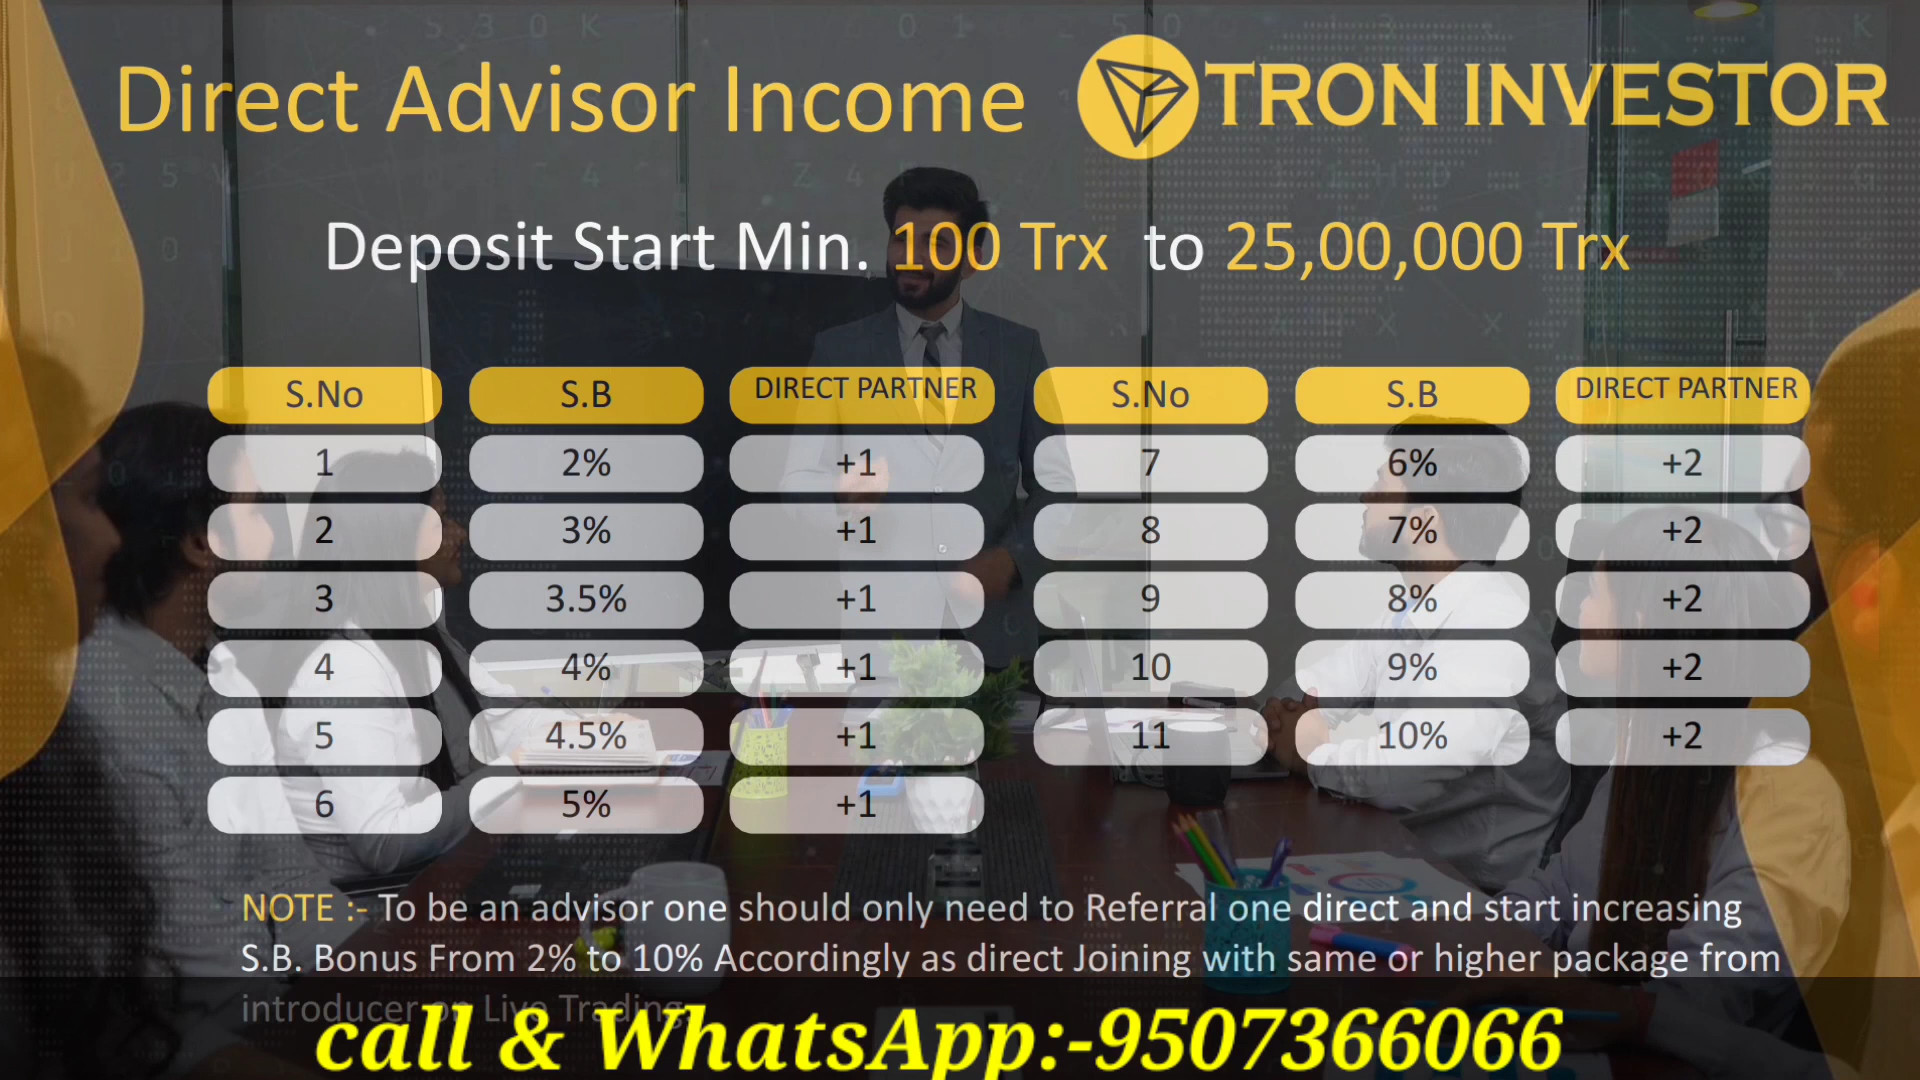 Direct Advisor Income TRON INVESTOR
Deposit Start Min. 100 Trx to 25,00,000 Trx
S.No S.B DIRECT PARTNER S.No S.B DIRECT PARTNER
1 2% +1 7 6% +2
2 3% +1 8 7% +2
3 3.5% +1 9 8% +2
4 4% +1 10 9% +2
5 4.5% +1 11 10% +2
6 5% +1
NOTE :- To be an advisor one should only need to Referral one direct and start increasing
S.B. Bonus From 2% to 10% Accordingly as direct Joining with same or higher package from
introducer on Live Trading
call & WhatsApp:-9507366066